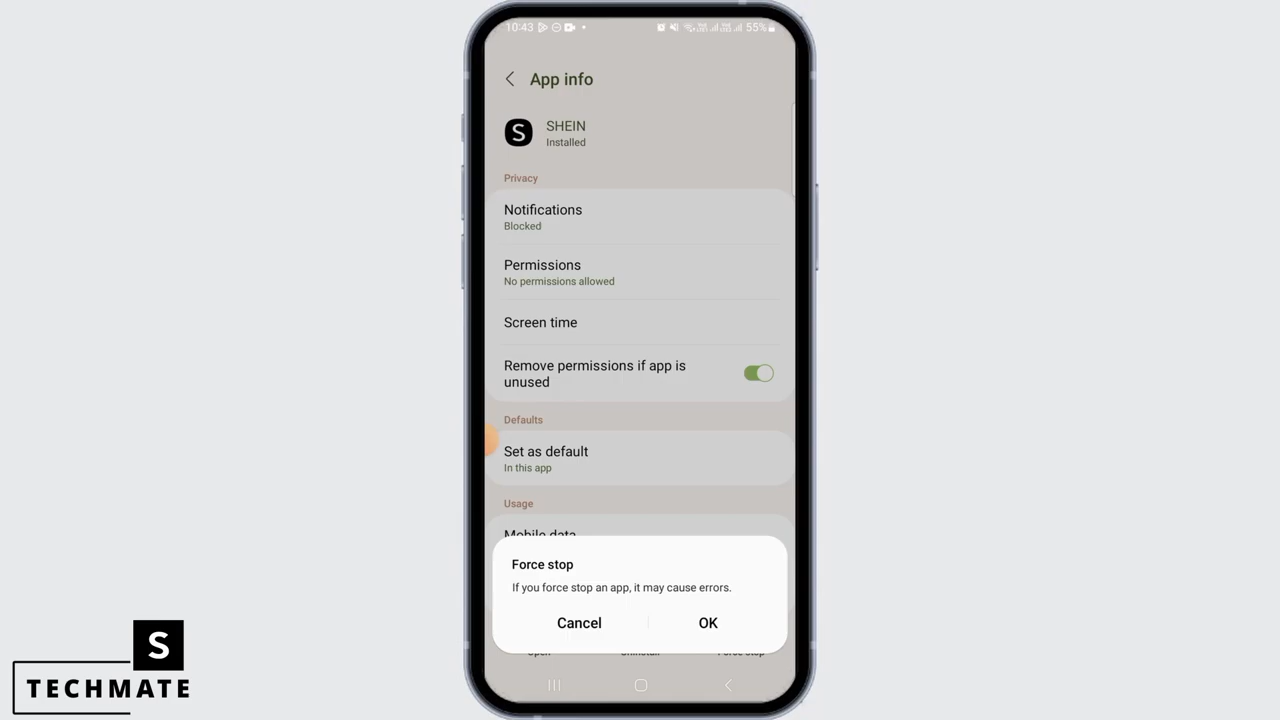 10:43
55%
App info
S
SHEIN
Installed
Privacy
Notifications
Blocked
Permissions
No permissions allowed
Screen time
Remove permissions if app is
unused
Defaults
Set as default
In this app
Usage
Mobile data
Force stop
If you force stop an app, it may cause errors.
Cancel
OK
Open
Uninstall
Force stop
S
TECHMATE